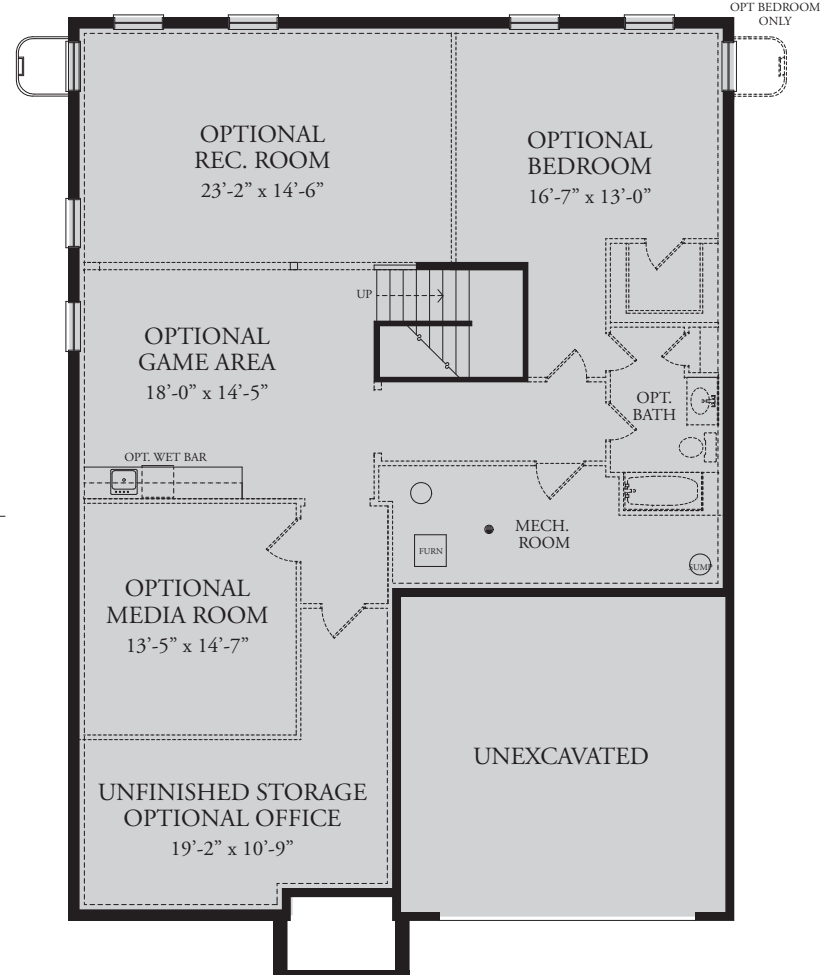 OPT BEDROOM
ONLY
OPTIONAL
REC. ROOM
23’-2” x 14’-6”
OPTIONAL
BEDROOM
16’-7” x 13’-0”
UP
OPTIONAL
GAME AREA
18’-0” x 14’-5”
OPT.
BATH
OPT. WET BAR
MECH.
ROOM
FURN
SUMP
OPTIONAL
MEDIA ROOM
13’-5” x 14’-7”
UNEXCAVATED
UNFINISHED STORAGE
OPTIONAL OFFICE
19’-2” x 10’-9”